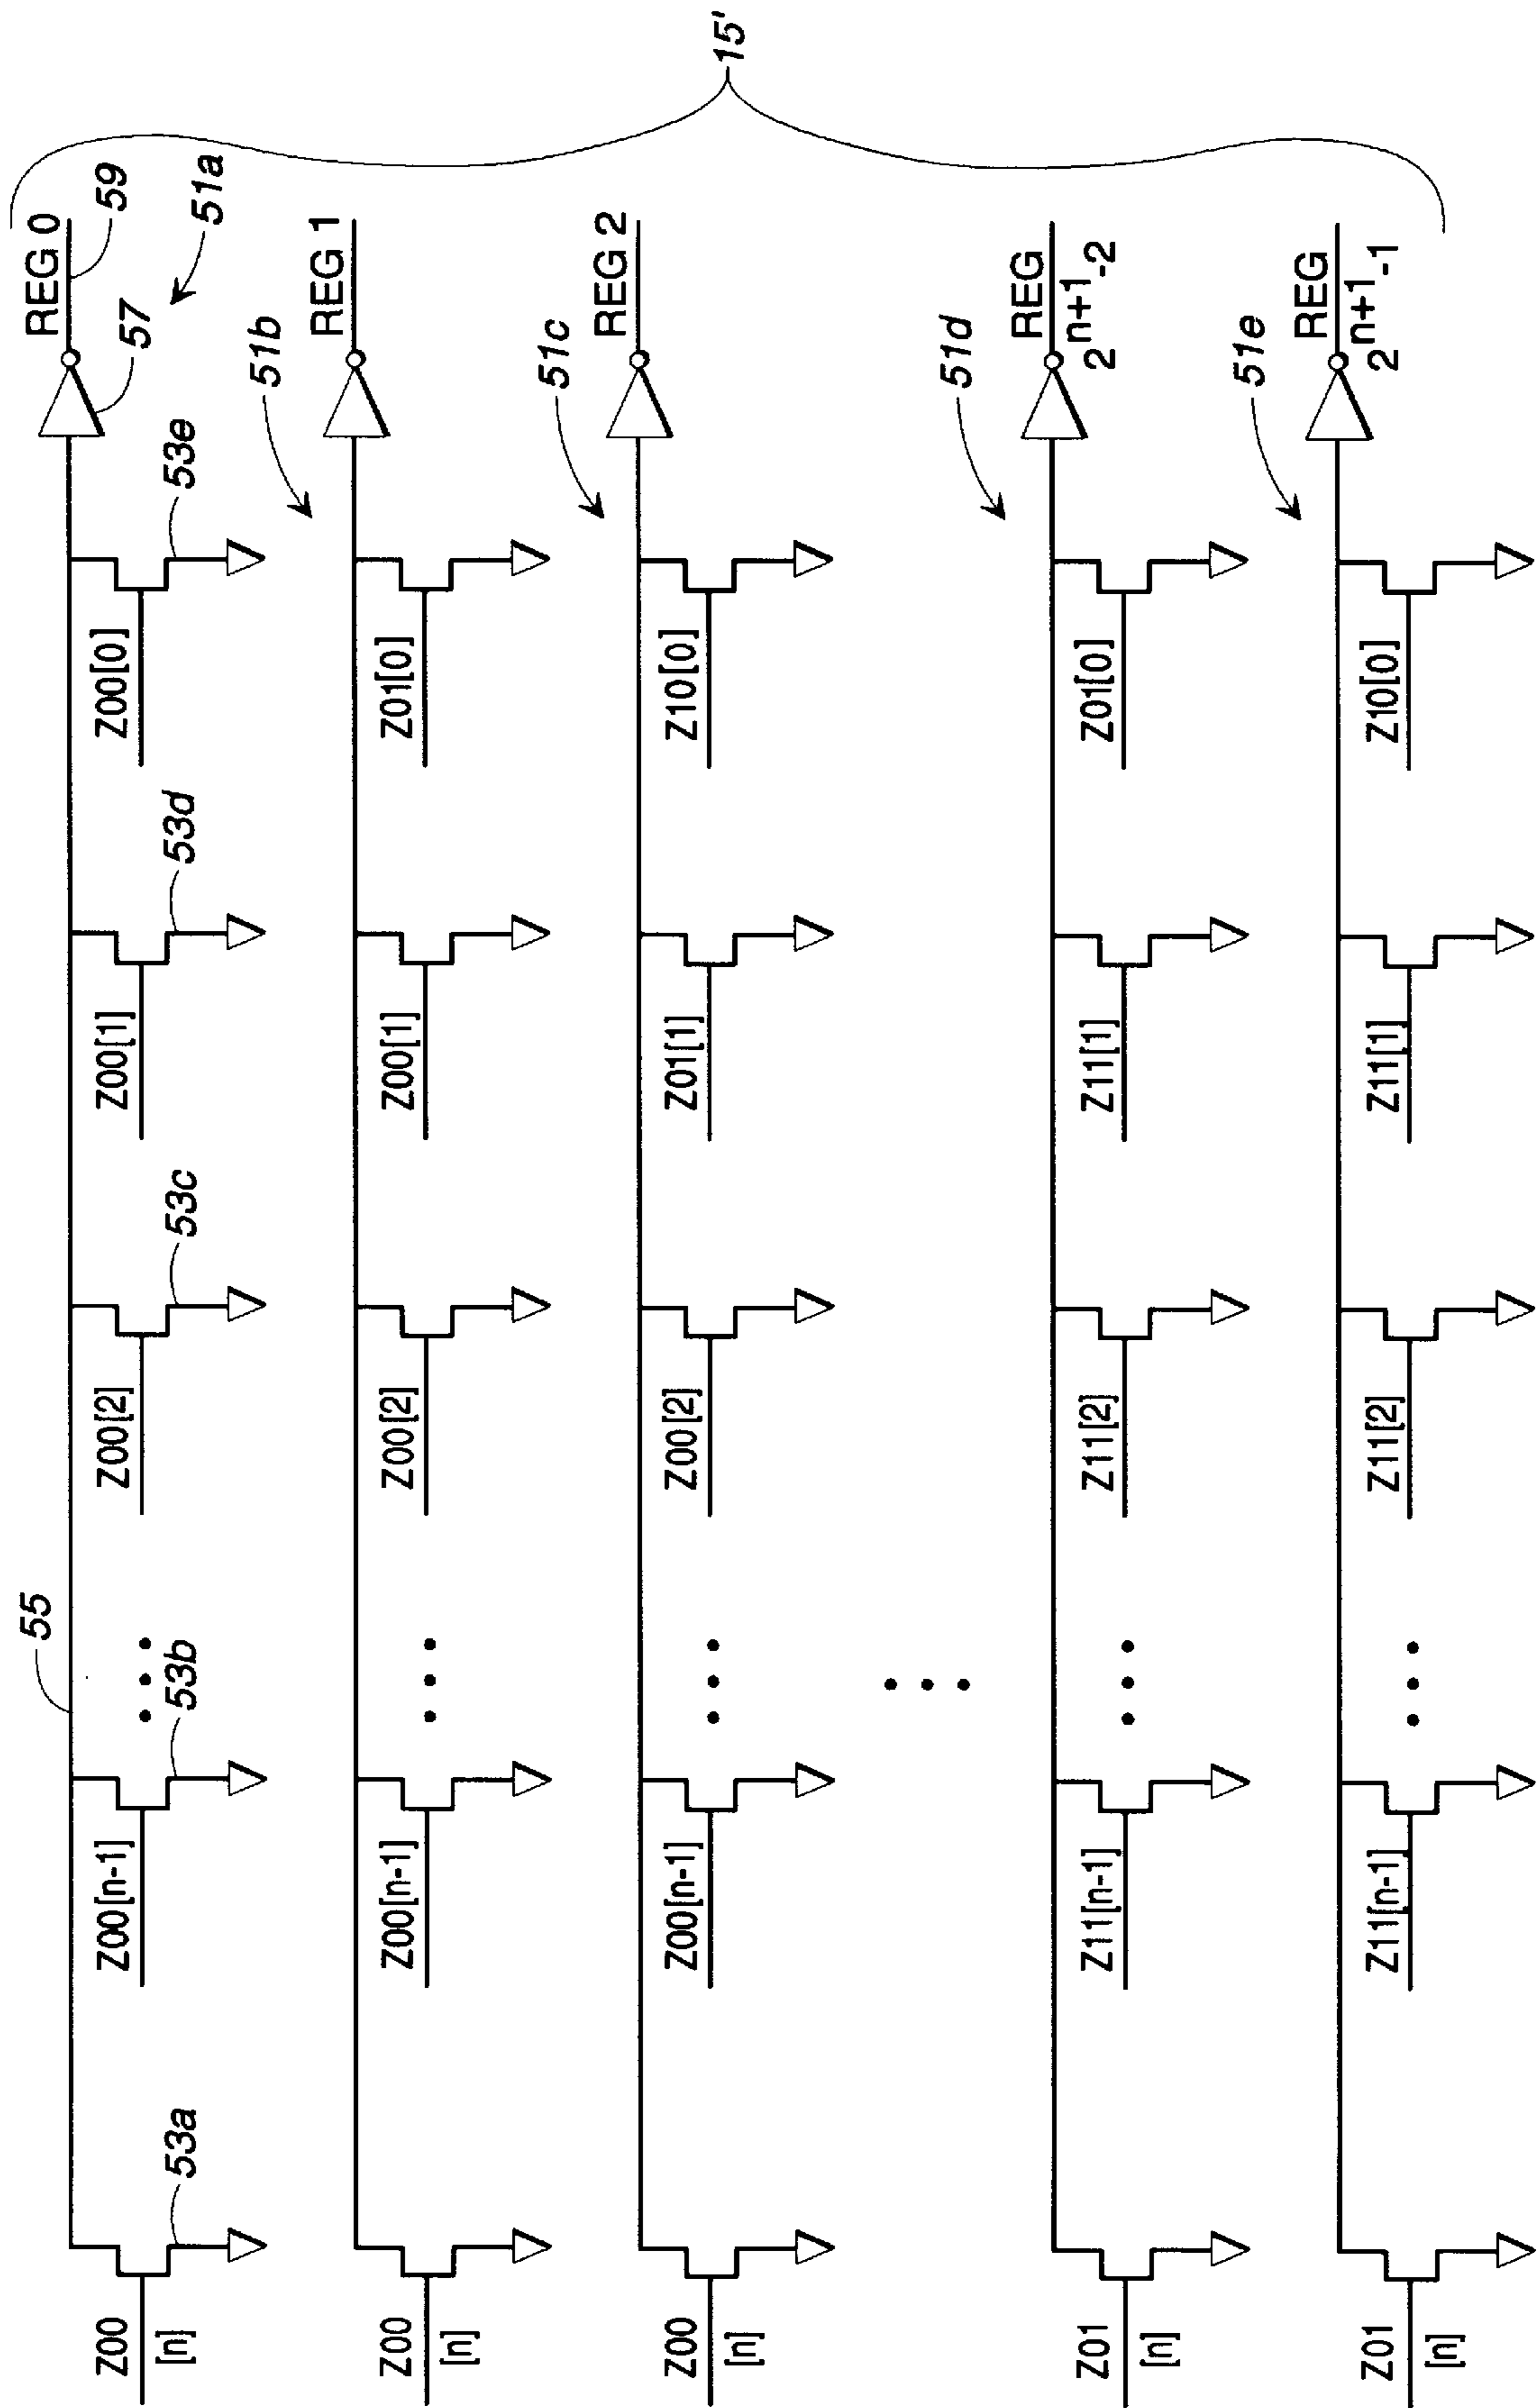 55
REG 0
59
57
51a
Z00
[n]
53a
Z00[n-1]
53b
Z00[2]
53c
Z00[1]
53d
Z00[0]
53e
51b
REG 1
Z00
[n]
Z00[n-1]
Z00[2]
Z00[1]
Z01[0]
51c
REG 2
Z00
[n]
Z00[n-1]
Z00[2]
Z01[1]
Z10[0]
51d
REG
2 n+1 -2
Z01
[n]
Z11[n-1]
Z11[2]
Z11[1]
Z01[0]
51e
REG
2 n+1 -1
Z01
[n]
Z11[n-1]
Z11[2]
Z11[1]
Z10[0]
15'